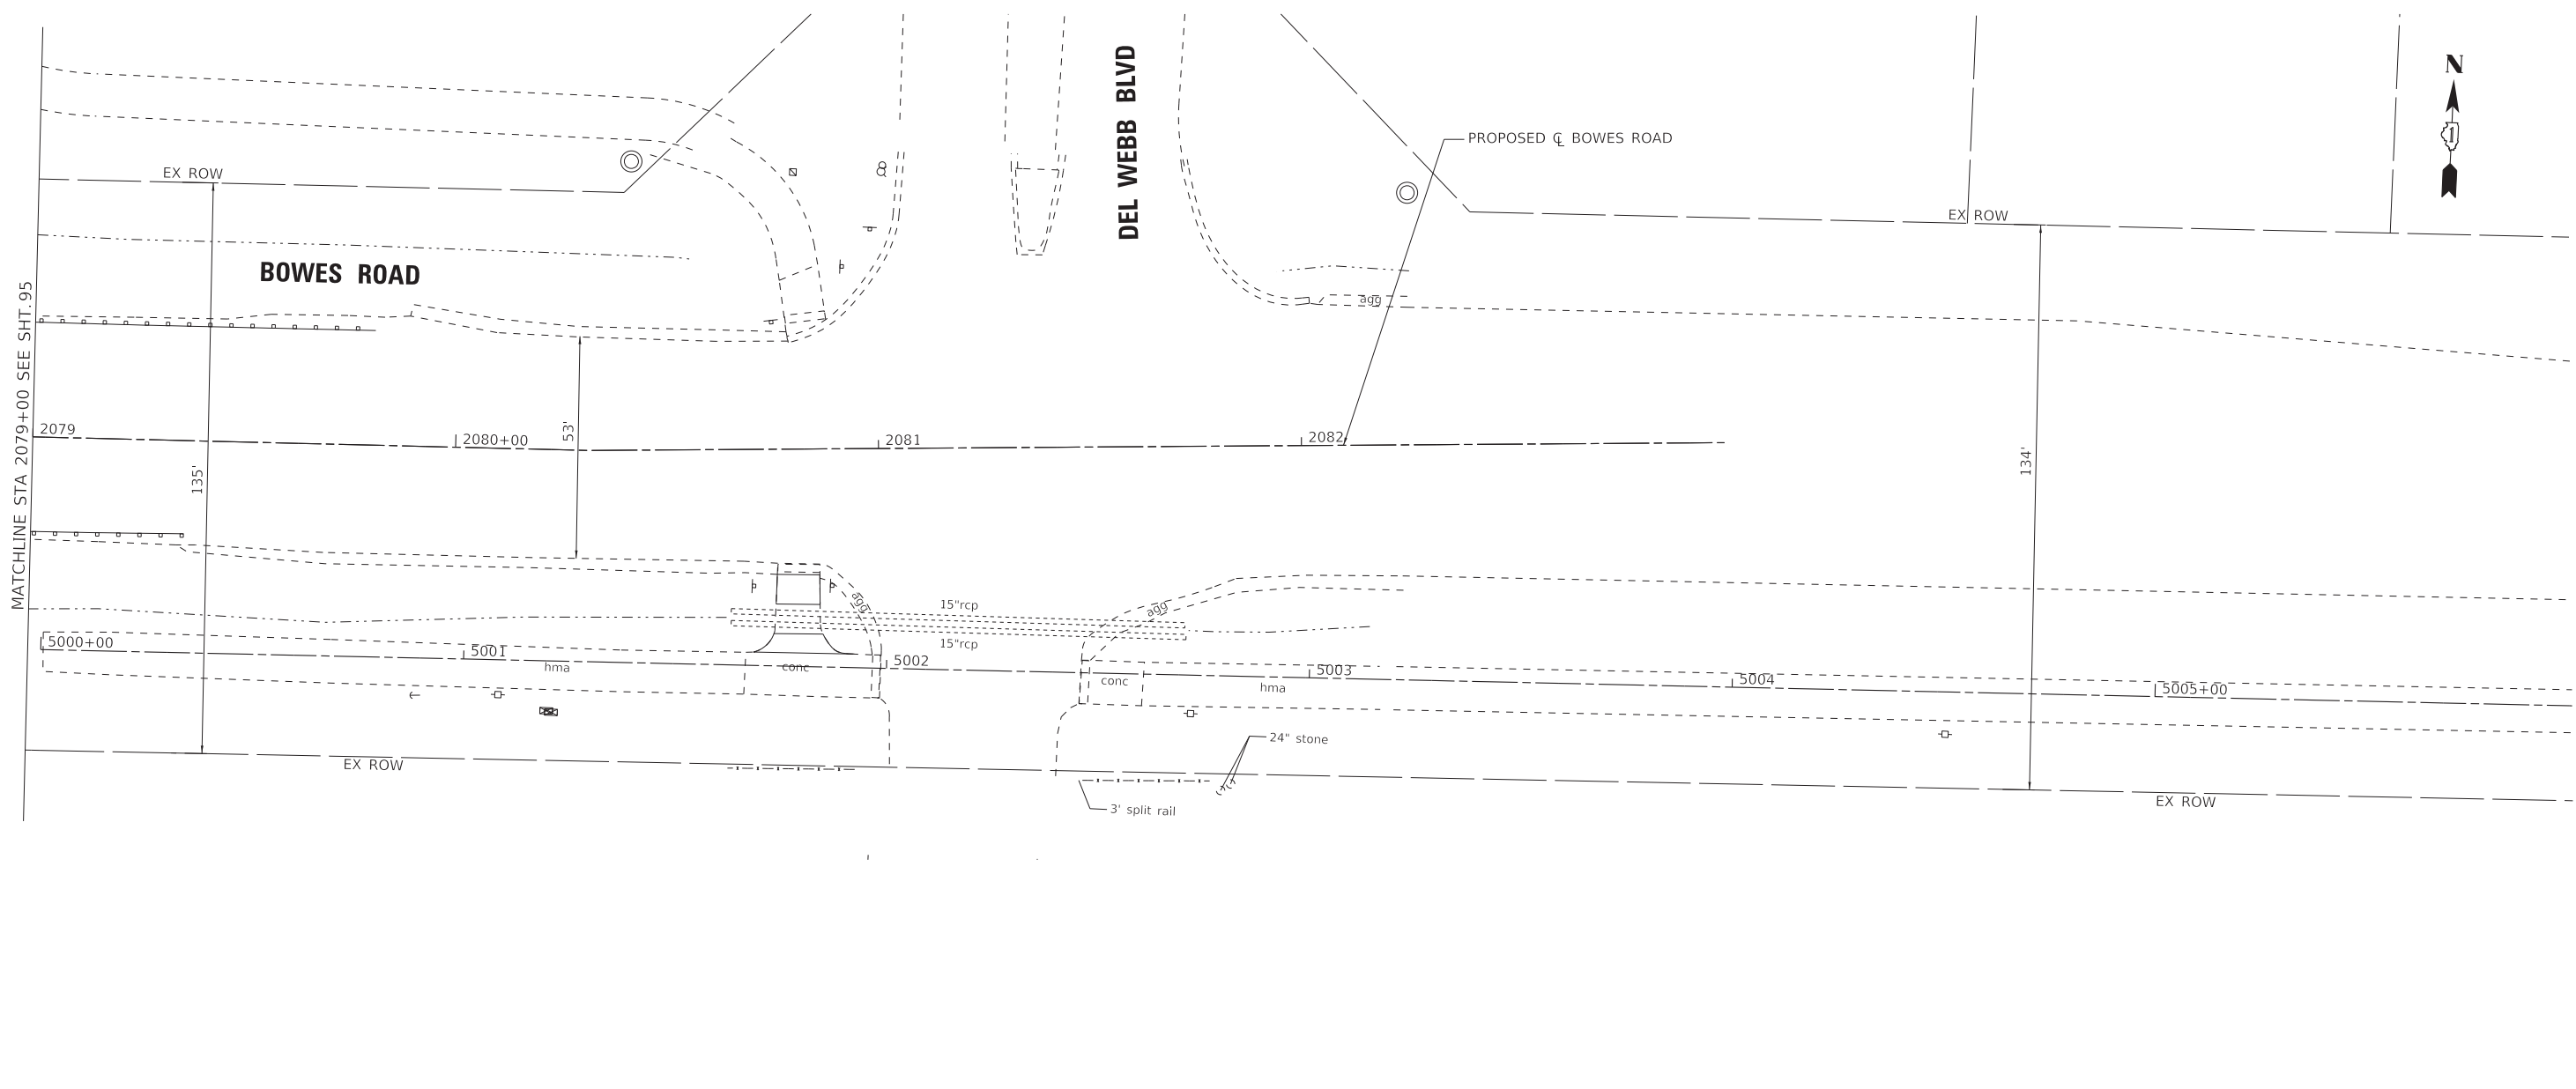 N
DEL WEBB BLVD
PROPOSED ℄ BOWES ROAD
1
EX ROW
EX ROW
BOWES ROAD
agg
MATCHLINE STA 2079+00 SEE SHT.95
2079
2080+00
53'
2081
2082
135'
134'
15"rcp
agg
agg
15"rcp
5000+00
5001
hma
conc
5002
conc
hma
5003
5004
5005+00
24" stone
EX ROW
3' split rail
EX ROW